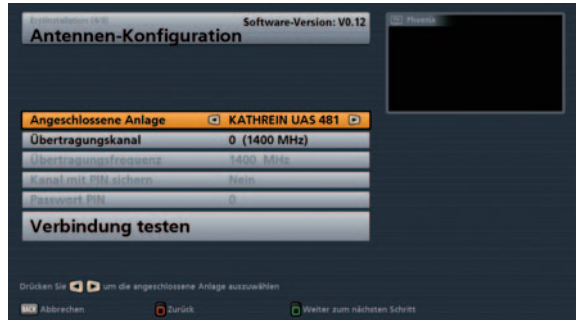 Erstinstallation (4/8)
Software-Version: V0.12
Antennen-Konfiguration
TV Phoenix
Angeschlossene Anlage KATHREIN UAS 481
Übertragungskanal 0 (1400 MHz)
Übertragungsfrequenz 1400 MHz
Kanal mit PIN sichern Nein
Passwort PIN 0
Verbindung testen
Drücken Sie um die angeschlossene Anlage auszuwählen
BACK Abbrechen Zurück Weiter zum nächsten Schritt